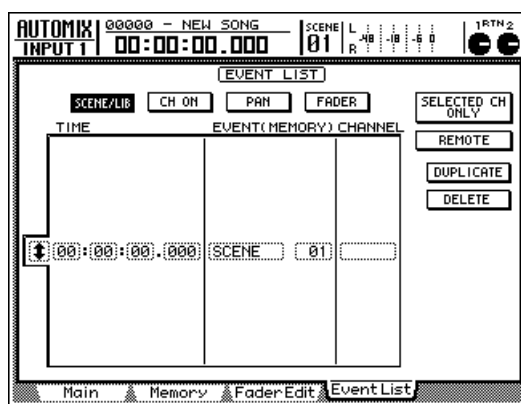 AUTOMIX 00000 - NEW SONG SCENE L -48 -18 -6 0 1 RTN 2
INPUT 1 00:00:00.000 01 R
EVENT LIST
SCENE/LIB CH ON PAN FADER SELECTED CH ONLY
TIME EVENT(MEMORY) CHANNEL
REMOTE
DUPLICATE
DELETE
00:00:00.000 SCENE 01
Main Memory Fader Edit Event List